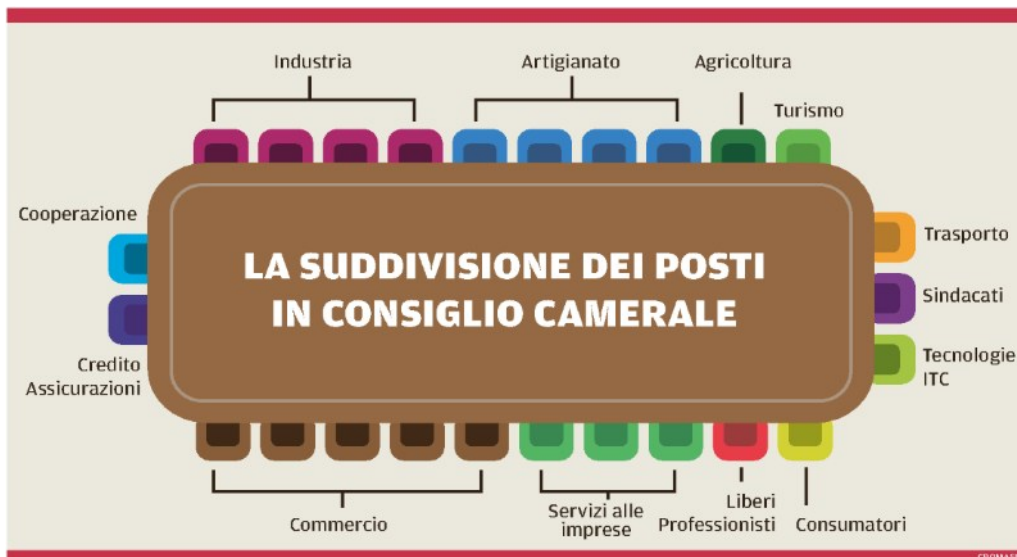 Industria
Artigianato
Agricoltura
Turismo
Cooperazione
Trasporto
LA SUDDIVISIONE DEI POSTI
IN CONSIGLIO CAMERALE
Sindacati
Credito
Assicurazioni
Tecnologie
ITC
Commercio
Servizi alle
imprese
Liberi
Professionisti
Consumatori